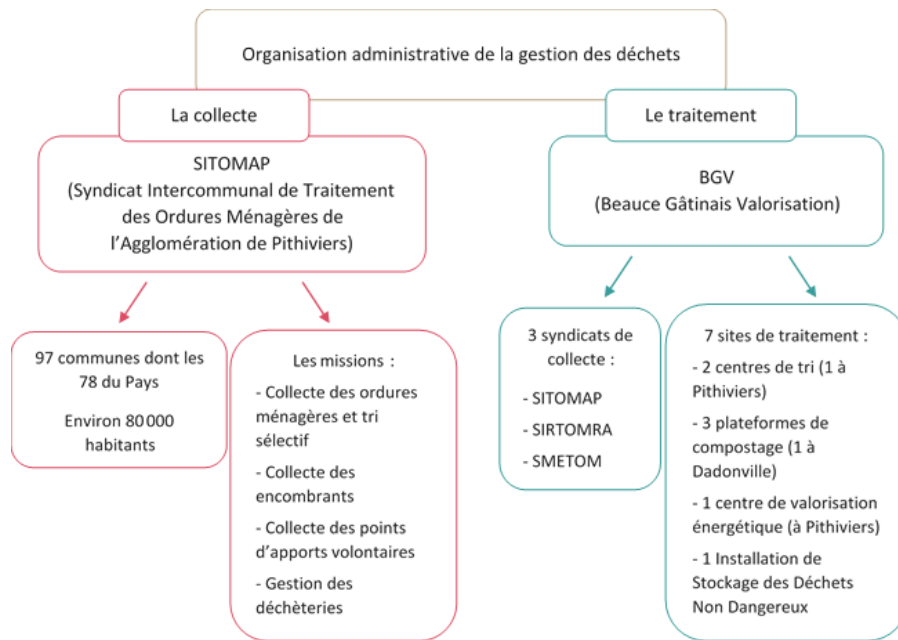 Organisation administrative de la gestion des déchets
La collecte
SITOMAP
(Syndicat Intercommunal de Traitement
des Ordures Ménagères de
l'Agglomération de Pithiviers)
97 communes dont les
78 du Pays
Environ 80 000
habitants
Les missions :
- Collecte des ordures
ménagères et tri
sélectif
- Collecte des
encombrants
- Collecte des points
d'apports volontaires
- Gestion des
déchèteries
Le traitement
BGV
(Beauce Gâtinais Valorisation)
3 syndicats de
collecte :
- SITOMAP
- SIRTOMRA
- SMETOM
7 sites de traitement :
- 2 centres de tri (1 à
Pithiviers)
- 3 plateformes de
compostage (1 à
Dadonville)
- 1 centre de valorisation
énergétique (à Pithiviers)
- 1 Installation de
Stockage des Déchets
Non Dangereux